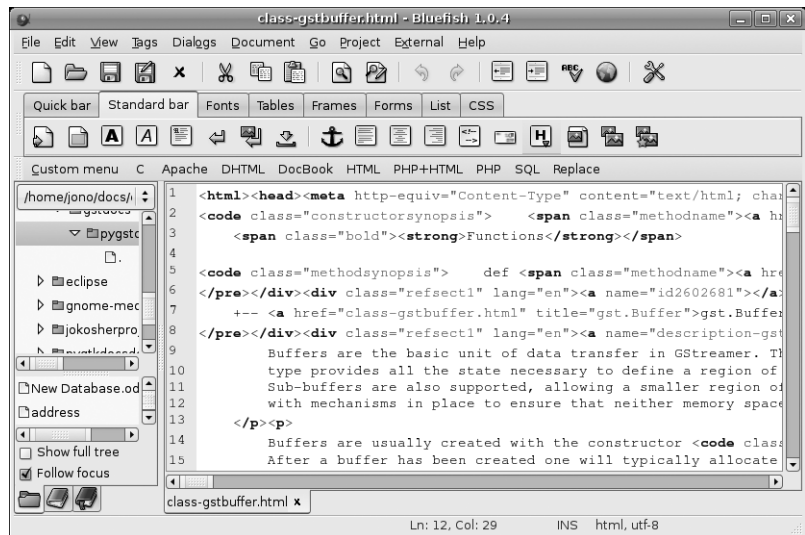 class-gstbuffer.html - Bluefish 1.0.4
File Edit View Tags Dialogs Document Go Project External Help
ABC
Quick bar Standard bar Fonts Tables Frames Forms List CSS
A A H
Custom menu C Apache DHTML DocBook HTML PHP+HTML PHP SQL Replace
/home/jono/docs/
gstdocs
pygstd
.
eclipse
gnome-med
jokosherpro
New Database.od
address
Show full tree
Follow focus
1 <html><head><meta http-equiv="Content-Type" content="text/html; char
2 <code class="constructorsynopsis"> <span class="methodname"><a hr
3 <span class="bold"><strong>Functions</strong></span>
4
5 <code class="methodsynopsis"> def <span class="methodname"><a hre
6 </pre></div><div class="refsect1" lang="en"><a name="id2602681"></a>
7 +-- <a href="class-gstbuffer.html" title="gst.Buffer">gst.Buffer
8 </pre></div><div class="refsect1" lang="en"><a name="description-gst
9 Buffers are the basic unit of data transfer in GStreamer. Th
10 type provides all the state necessary to define a region of
11 Sub-buffers are also supported, allowing a smaller region of
12 with mechanisms in place to ensure that neither memory space
13 </p><p>
14 Buffers are usually created with the constructor <code class
15 After a buffer has been created one will typically allocate
class-gstbuffer.html x
Ln: 12, Col: 29 INS html, utf-8